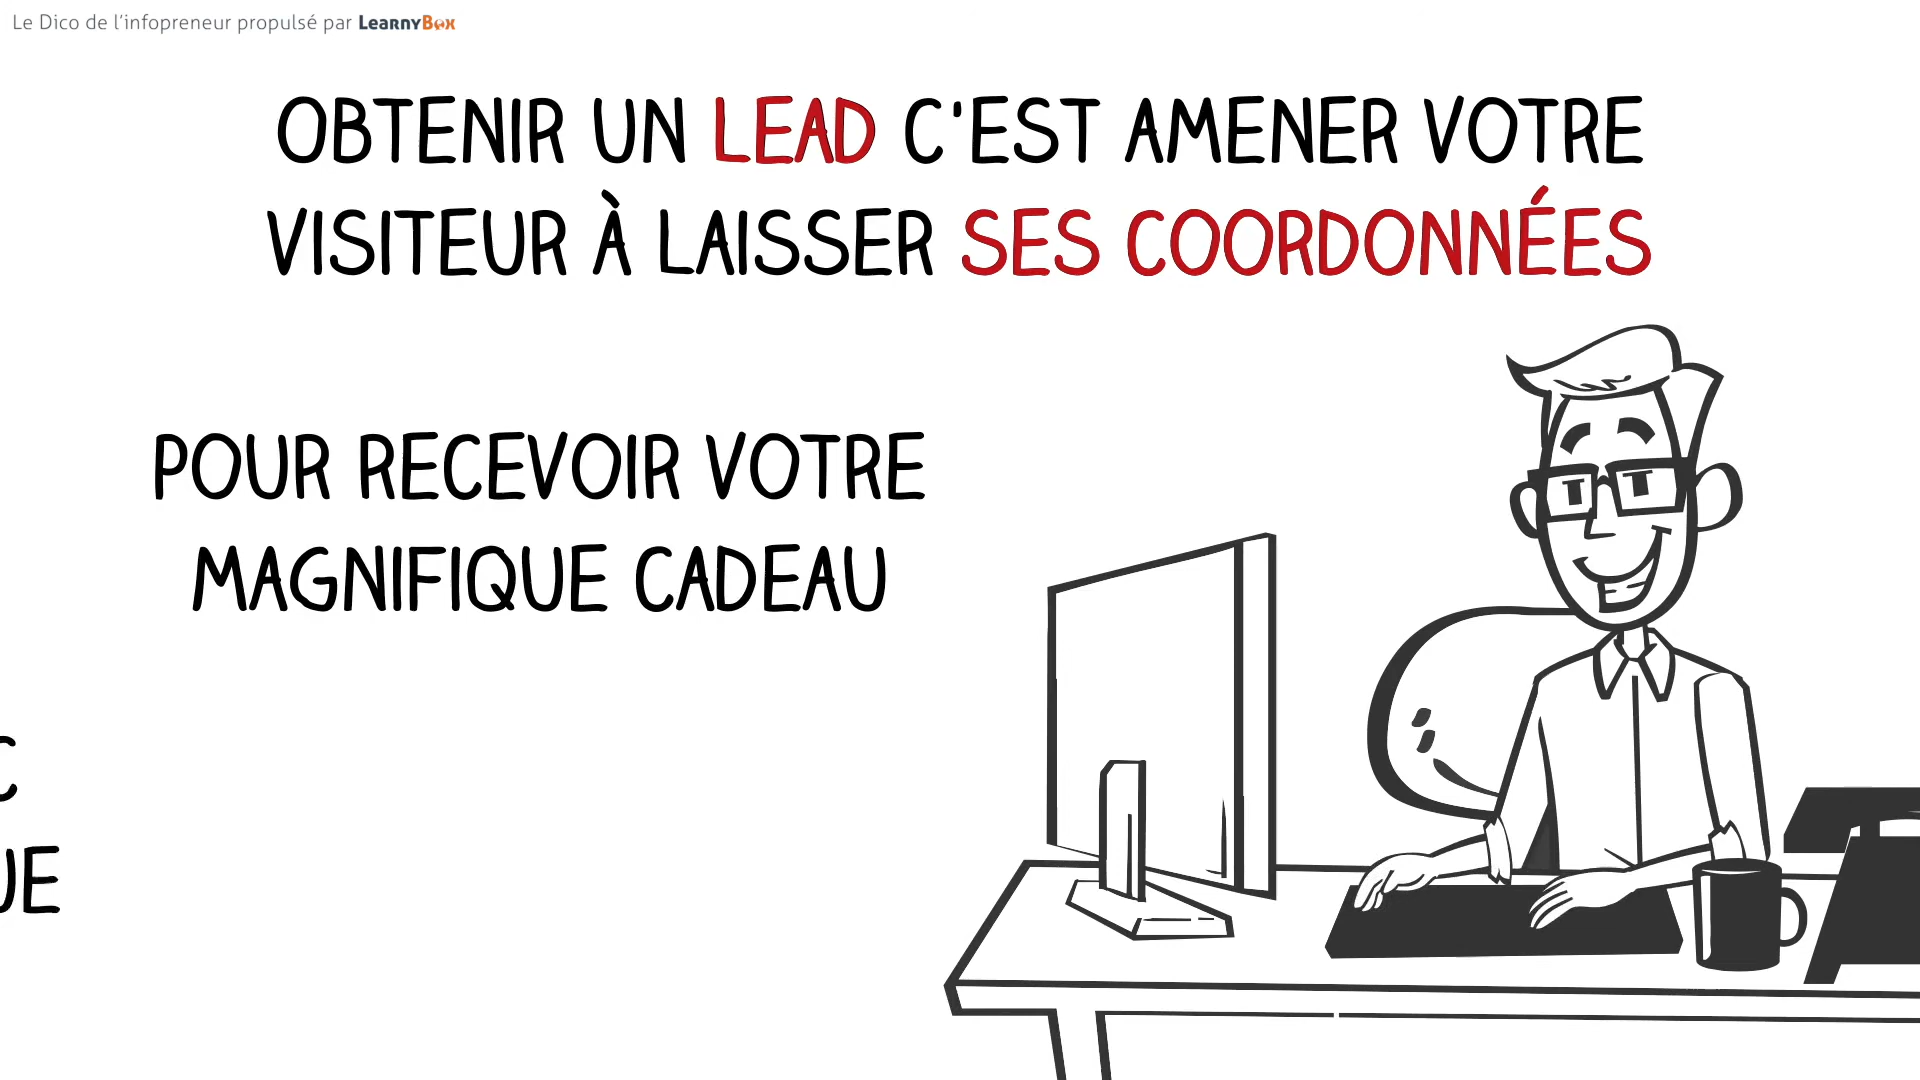 Le Dico de l'infopreneur propulsé par LEARNYBOX
OBTENIR UN LEAD C'EST AMENER VOTRE
VISITEUR À LAISSER SES COORDONNÉES
POUR RECEVOIR VOTRE
MAGNIFIQUE CADEAU